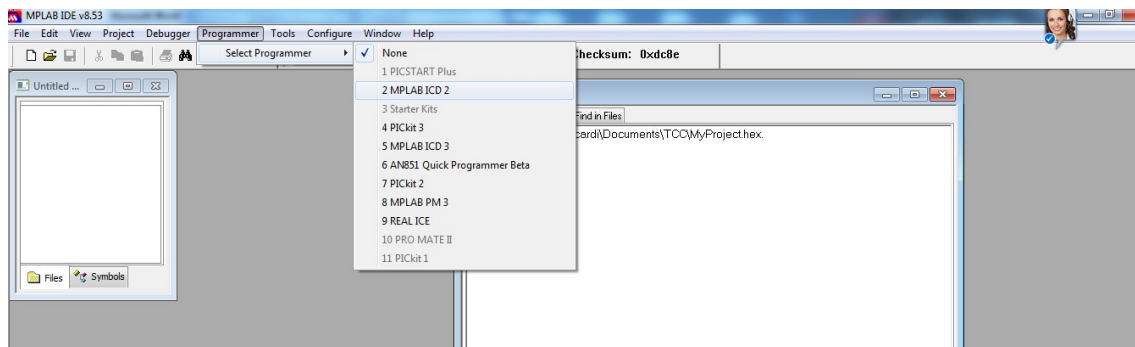 MPLAB IDE v8.53
File Edit View Project Debugger Programmer Tools Configure Window Help
Select Programmer
None
1 PICSTART Plus
2 MPLAB ICD 2
3 Starter Kits
4 PICkit 3
5 MPLAB ICD 3
6 AN851 Quick Programmer Beta
7 PICkit 2
8 MPLAB PM 3
9 REAL ICE
10 PRO MATE II
11 PICkit 1
hecksum: 0xdc8e
Untitled ...
Files Symbols
Find in Files
cardi\Documents\TCC\MyProject.hex.